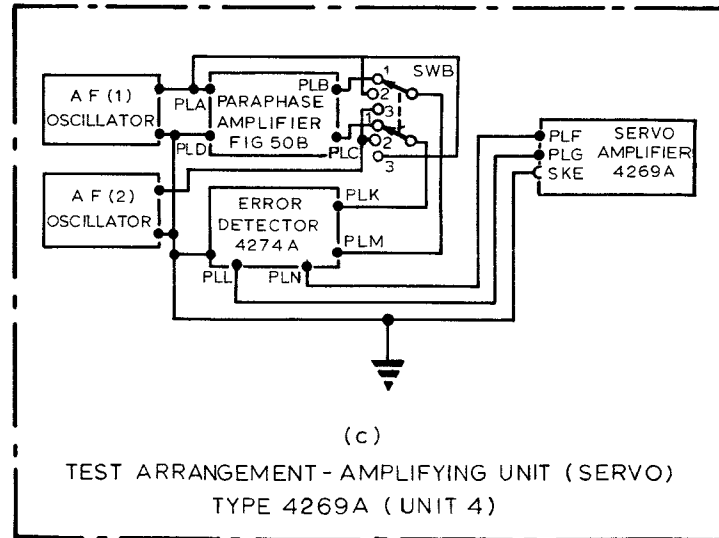 A F (1)
OSCILLATOR
PLA
PLD
PARAPHASE
AMPLIFIER
FIG 50B
PLB
PLC
1
2
3
1
2
3
SWB
A F (2)
OSCILLATOR
ERROR
DETECTOR
4274A
PLK
PLM
PLL
PLN
PLF
PLG
SKE
SERVO
AMPLIFIER
4269A
(c)
TEST ARRANGEMENT - AMPLIFYING UNIT (SERVO)
TYPE 4269A (UNIT 4)